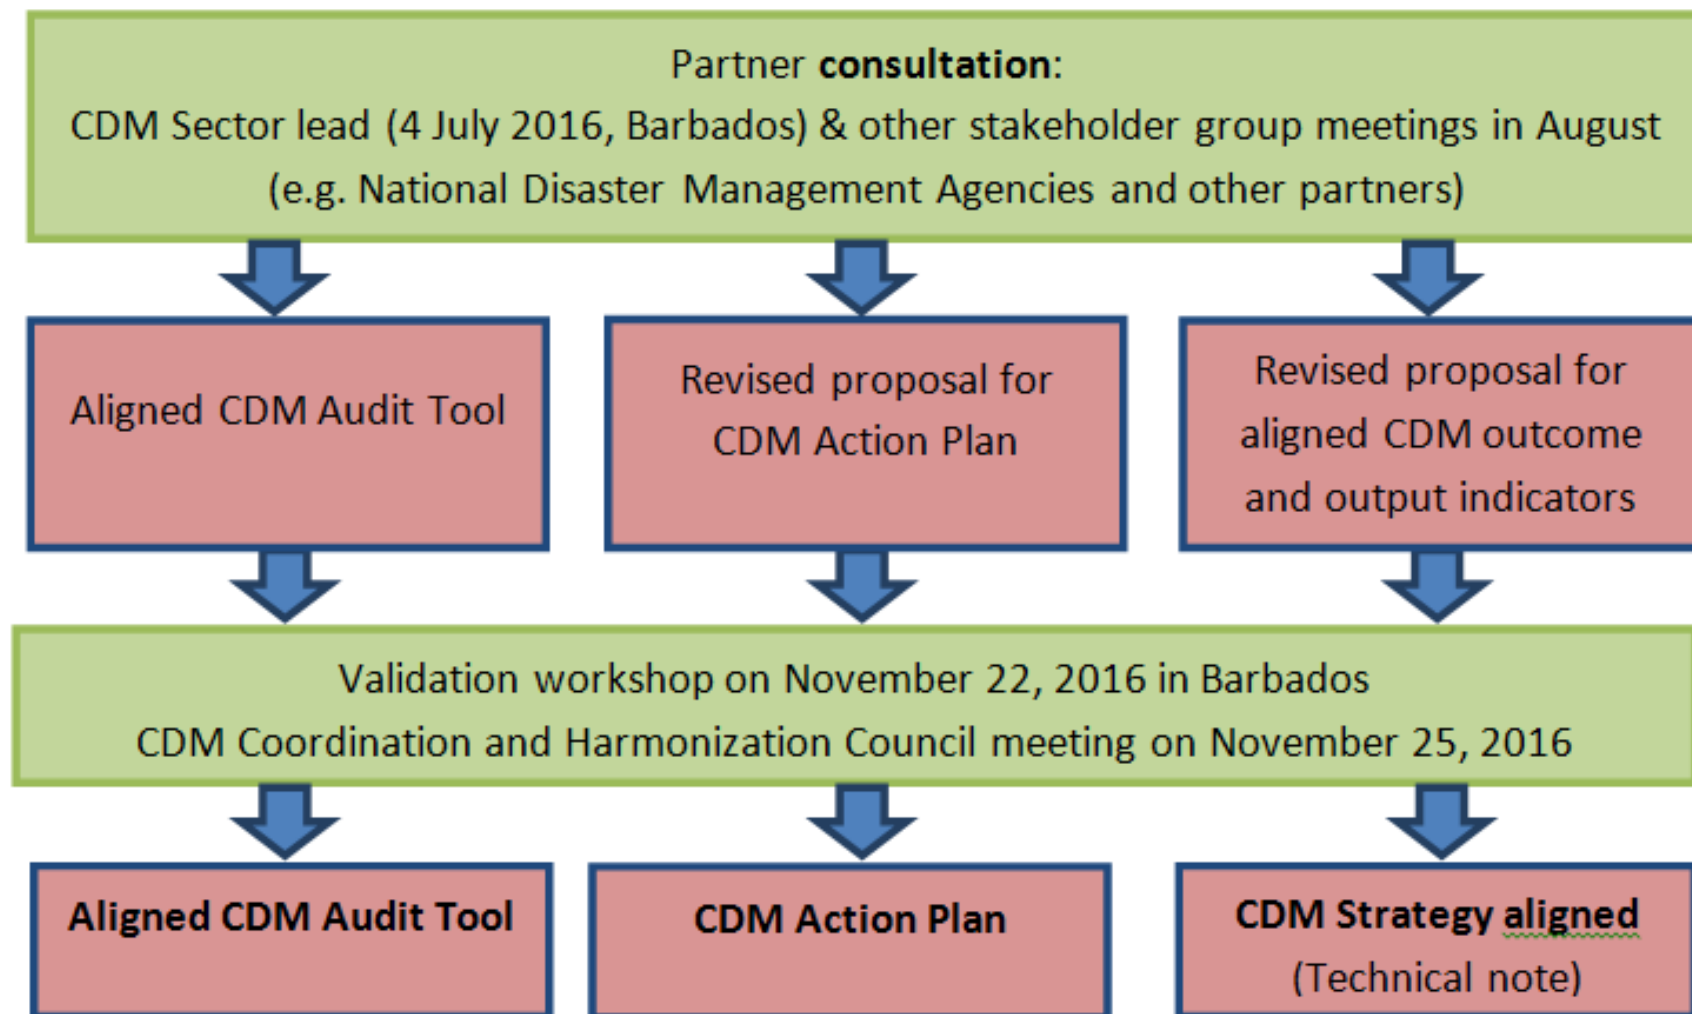 Partner consultation:
CDM Sector lead (4 July 2016, Barbados) & other stakeholder group meetings in August
(e.g. National Disaster Management Agencies and other partners)
Aligned CDM Audit Tool
Revised proposal for
CDM Action Plan
Revised proposal for
aligned CDM outcome
and output indicators
Validation workshop on November 22, 2016 in Barbados
CDM Coordination and Harmonization Council meeting on November 25, 2016
Aligned CDM Audit Tool
CDM Action Plan
CDM Strategy aligned
(Technical note)